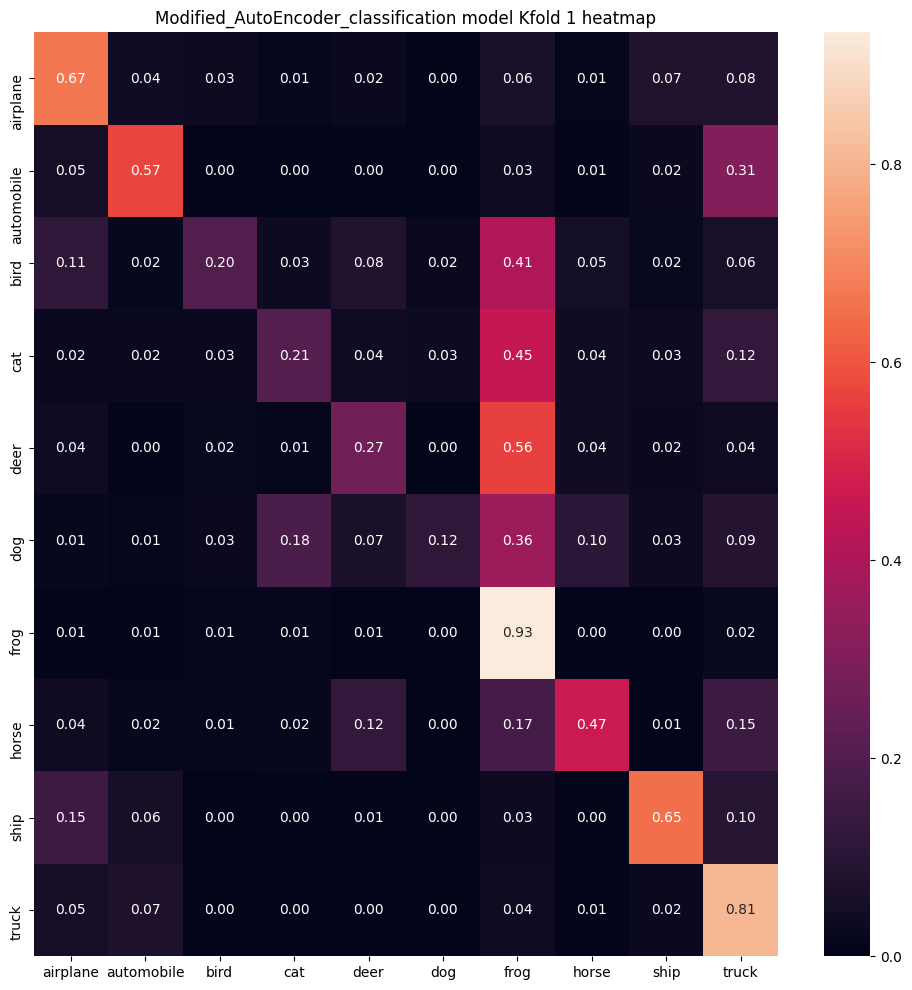 Modified_AutoEncoder_classification model Kfold 1 heatmap
airplane 0.67 0.04 0.03 0.01 0.02 0.00 0.06 0.01 0.07 0.08
automobile 0.05 0.57 0.00 0.00 0.00 0.00 0.03 0.01 0.02 0.31
bird 0.11 0.02 0.20 0.03 0.08 0.02 0.41 0.05 0.02 0.06
cat 0.02 0.02 0.03 0.21 0.04 0.03 0.45 0.04 0.03 0.12
deer 0.04 0.00 0.02 0.01 0.27 0.00 0.56 0.04 0.02 0.04
dog 0.01 0.01 0.03 0.18 0.07 0.12 0.36 0.10 0.03 0.09
frog 0.01 0.01 0.01 0.01 0.01 0.00 0.93 0.00 0.00 0.02
horse 0.04 0.02 0.01 0.02 0.12 0.00 0.17 0.47 0.01 0.15
ship 0.15 0.06 0.00 0.00 0.01 0.00 0.03 0.00 0.65 0.10
truck 0.05 0.07 0.00 0.00 0.00 0.00 0.04 0.01 0.02 0.81
airplane automobile bird cat deer dog frog horse ship truck
0.8
0.6
0.4
0.2
0.0